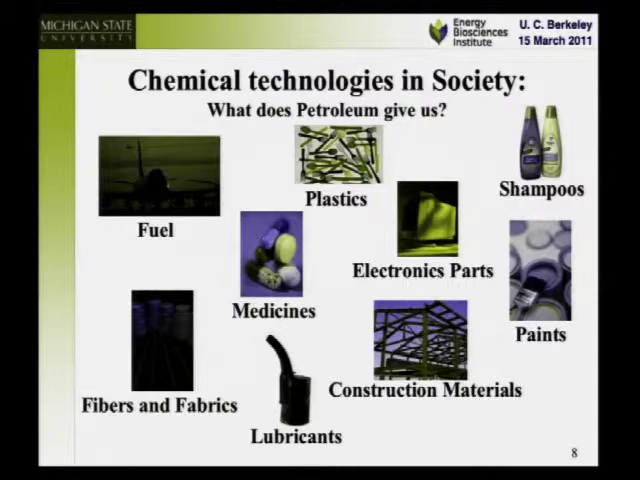 MICHIGAN STATE
UNIVERSITY
Energy
Biosciences
Institute
U. C. Berkeley
15 March 2011
Chemical technologies in Society:
What does Petroleum give us?
Fuel
Plastics
Shampoos
Medicines
Electronics Parts
Paints
Fibers and Fabrics
Construction Materials
Lubricants
8